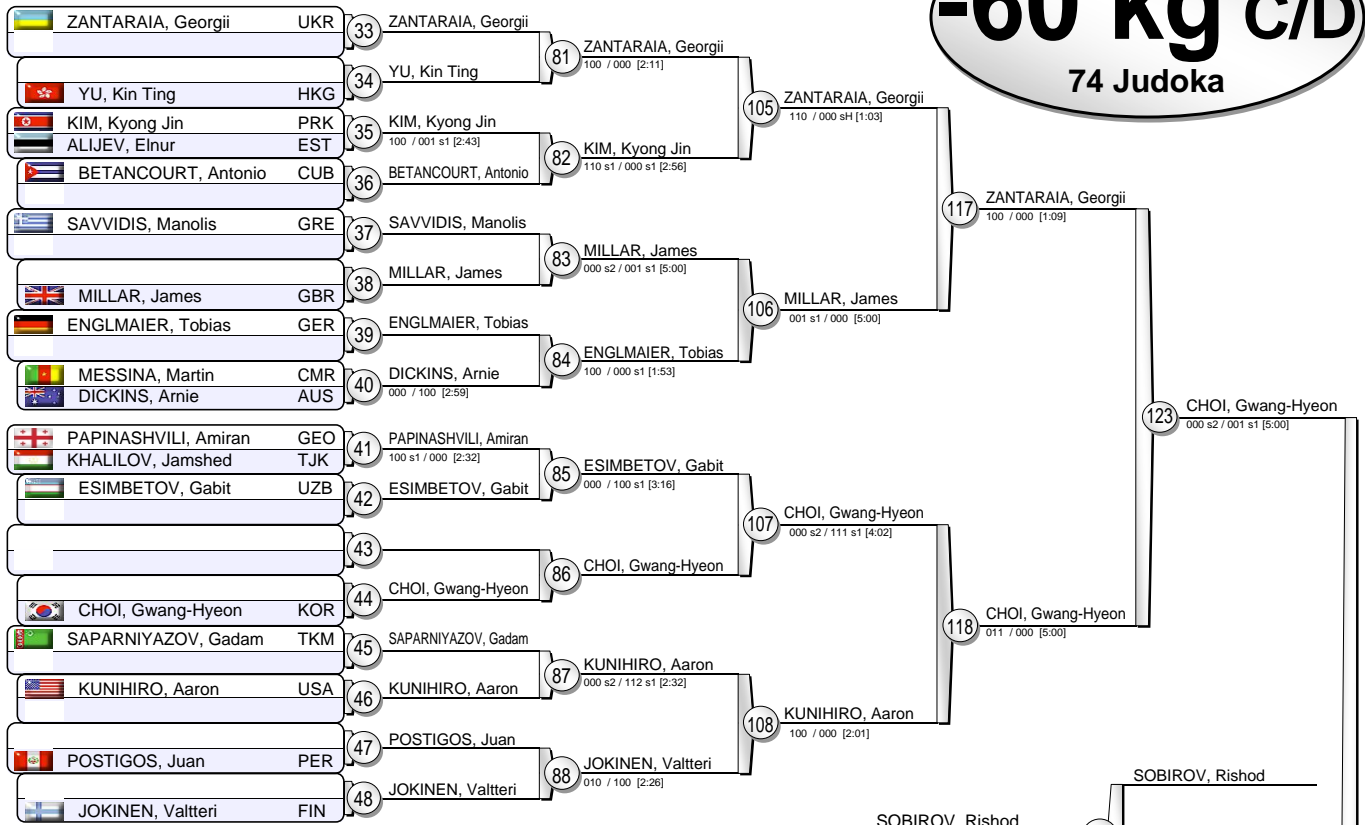 -60 kg C/D
74 Judoka
ZANTARAIA, Georgii UKR
33
ZANTARAIA, Georgii
34
YU, Kin Ting HKG
YU, Kin Ting
81
ZANTARAIA, Georgii
100 / 000 [2:11]
KIM, Kyong Jin PRK
ALIJEV, Elnur EST
35
KIM, Kyong Jin
100 / 001 s1 [2:43]
BETANCOURT, Antonio CUB
36
BETANCOURT, Antonio
82
KIM, Kyong Jin
110 s1 / 000 s1 [2:56]
105
ZANTARAIA, Georgii
110 / 000 sH [1:03]
SAVVIDIS, Manolis GRE
37
SAVVIDIS, Manolis
38
MILLAR, James GBR
MILLAR, James
83
MILLAR, James
000 s2 / 001 s1 [5:00]
ENGLMAIER, Tobias GER
39
ENGLMAIER, Tobias
MESSINA, Martin CMR
DICKINS, Arnie AUS
40
DICKINS, Arnie
000 / 100 [2:59]
84
ENGLMAIER, Tobias
100 / 000 s1 [1:53]
106
MILLAR, James
001 s1 / 000 [5:00]
117
ZANTARAIA, Georgii
100 / 000 [1:09]
PAPINASHVILI, Amiran GEO
KHALILOV, Jamshed TJK
41
PAPINASHVILI, Amiran
100 s1 / 000 [2:32]
ESIMBETOV, Gabit UZB
42
ESIMBETOV, Gabit
85
ESIMBETOV, Gabit
000 / 100 s1 [3:16]
43
44
CHOI, Gwang-Hyeon KOR
CHOI, Gwang-Hyeon
86
CHOI, Gwang-Hyeon
107
CHOI, Gwang-Hyeon
000 s2 / 111 s1 [4:02]
SAPARNIYAZOV, Gadam TKM
45
SAPARNIYAZOV, Gadam
KUNIHIRO, Aaron USA
46
KUNIHIRO, Aaron
87
KUNIHIRO, Aaron
000 s2 / 112 s1 [2:32]
47
POSTIGOS, Juan PER
POSTIGOS, Juan
48
JOKINEN, Valtteri FIN
JOKINEN, Valtteri
88
JOKINEN, Valtteri
010 / 100 [2:26]
108
KUNIHIRO, Aaron
100 / 000 [2:01]
118
CHOI, Gwang-Hyeon
011 / 000 [5:00]
123
CHOI, Gwang-Hyeon
000 s2 / 001 s1 [5:00]
SOBIROV, Rishod
SOBIROV, Rishod